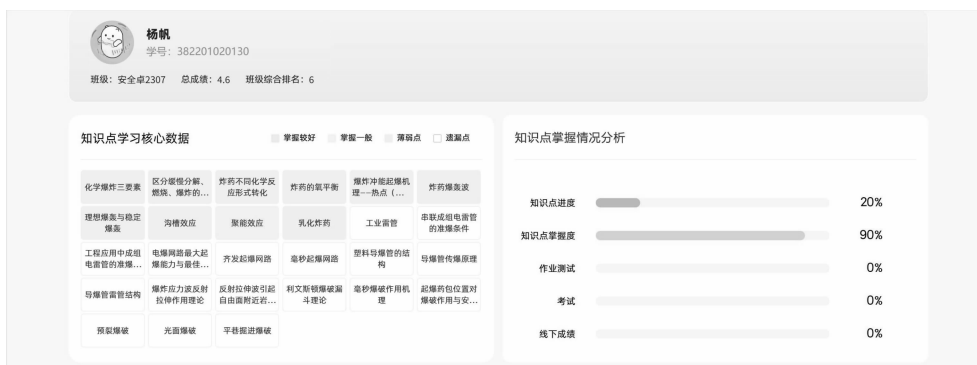 杨帆
学号：382201020130
班级：安全卓2307 总成绩：4.6 班级综合排名：6
知识点学习核心数据
掌握较好 掌握一般 薄弱点 遗漏点
化学爆炸三要素
区分缓慢分解、
燃烧、爆炸的...
炸药不同化学反
应形式转化
炸药的氧平衡
爆炸冲能起爆机
理--热点（...
炸药爆轰波
理想爆轰与稳定
爆轰
沟槽效应
聚能效应
乳化炸药
工业雷管
串联成组电雷管
的准爆条件
工程应用中成组
电雷管的准爆...
电爆网路最大起
爆能力与最佳...
齐发起爆网路
毫秒起爆网路
塑料导爆管的结
构
导爆管传爆原理
导爆管雷管结构
爆炸应力波反射
拉伸作用理论
反射拉伸波引起
自由面附近岩...
利文斯顿爆破漏
斗理论
毫秒爆破作用机
理
起爆药包位置对
爆破作用与安...
预裂爆破
光面爆破
平巷掘进爆破
知识点掌握情况分析
知识点进度 20%
知识点掌握度 90%
作业测试 0%
考试 0%
线下成绩 0%